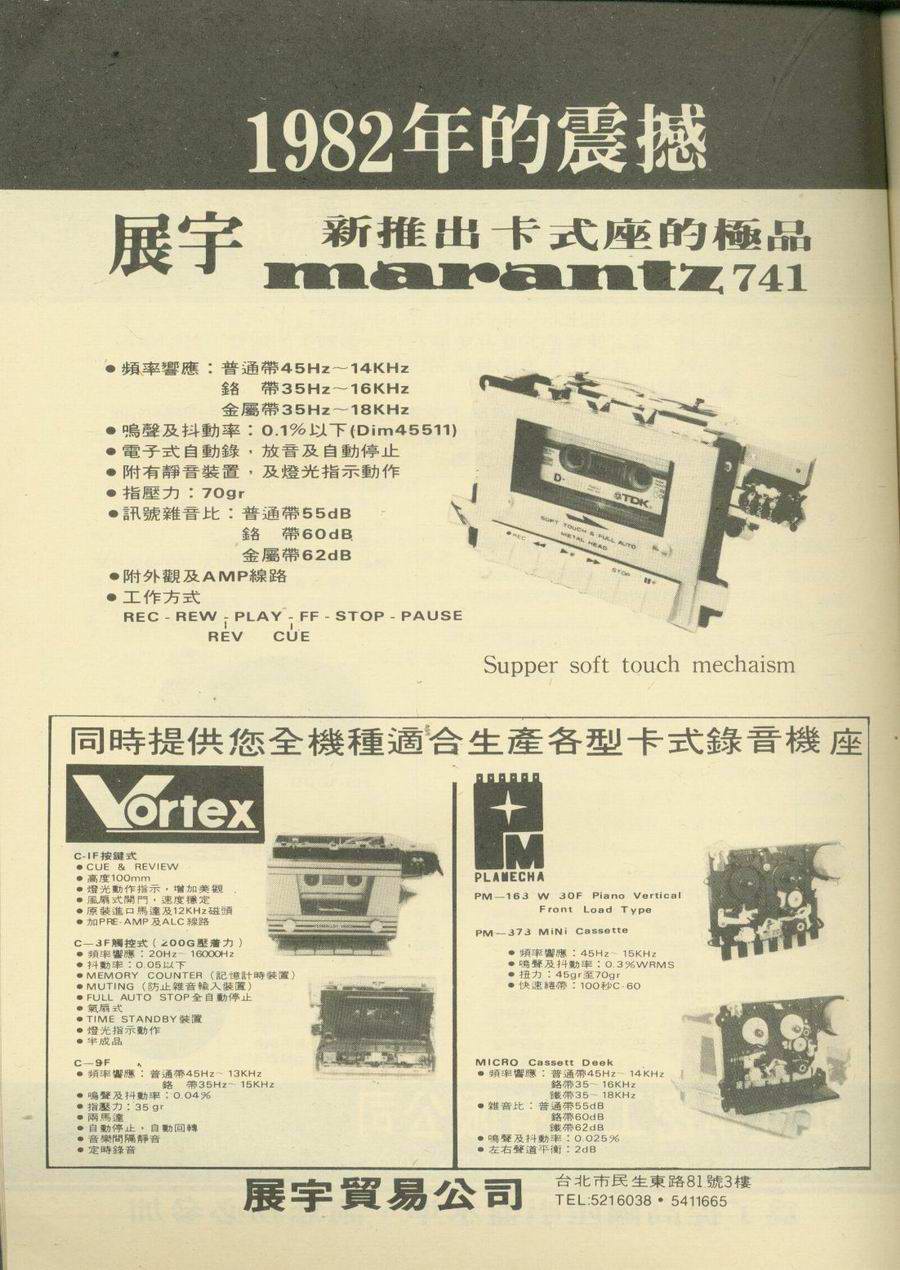 1982年的震撼
展宇 新推出卡式座的極品
marantz 741
●頻率響應：普通帶45Hz～14KHz
鉻　帶35Hz～16KHz
金屬帶35Hz～18KHz
●鳴聲及抖動率：0.1%以下(Dim45511)
●電子式自動錄，放音及自動停止
●附有靜音裝置，及燈光指示動作
●指壓力：70gr
●訊號雜音比：普通帶55dB
鉻　帶60dB
金屬帶62dB
●附外觀及AMP線路
●工作方式
REC - REW - PLAY - FF - STOP - PAUSE
REV CUE
D
TDK
SOFT TOUCH & FULL AUTO
METAL HEAD
REC
STOP
Supper soft touch mechaism
同時提供您全機種適合生產各型卡式錄音機座
Vortex
C-IF按鍵式
●CUE & REVIEW
●高度100mm
●燈光動作指示，增加美觀
●風扇式開門，速度穩定
●原裝進口馬達及12KHz磁頭
●加PRE-AMP及ALC線路
C—3F觸控式（200G壓着力）
●頻率響應：20Hz～16000Hz
●抖動率：0.05以下
●MEMORY COUNTER（記憶計時裝置）
●MUTING（防止雜音輸入裝置）
●FULL AUTO STOP全自動停止
●氣扇式
●TIME STANDBY裝置
●燈光指示動作
●半成品
C—9F
●頻率響應：普通帶45Hz～13KHz
鉻　帶35Hz～15KHz
●鳴聲及抖動率：0.04%
●指壓力：35gr
●兩馬達
●自動停止，自動回轉
●音樂間隔靜音
●定時錄音
PM
PLANECHA
PM—163 W 30F Piano Vertical
Front Load Type
PM—373 MiNi Cassette
●頻率響應：45Hz～15KHz
●鳴聲及抖動率：0.3%WRMS
●扭力：45gr至70gr
●快速捲帶：100秒C-60
MICRO Cassett Deek
●頻率響應：普通帶45Hz～14KHz
鉻帶35～16KHz
鐵帶35～18KHz
●雜音比：普通帶55dB
鉻帶60dB
鐵帶62dB
●鳴聲及抖動率：0.025%
●左右聲道平衡：2dB
展宇貿易公司
台北市民生東路81號3樓
TEL:5216038・5411665